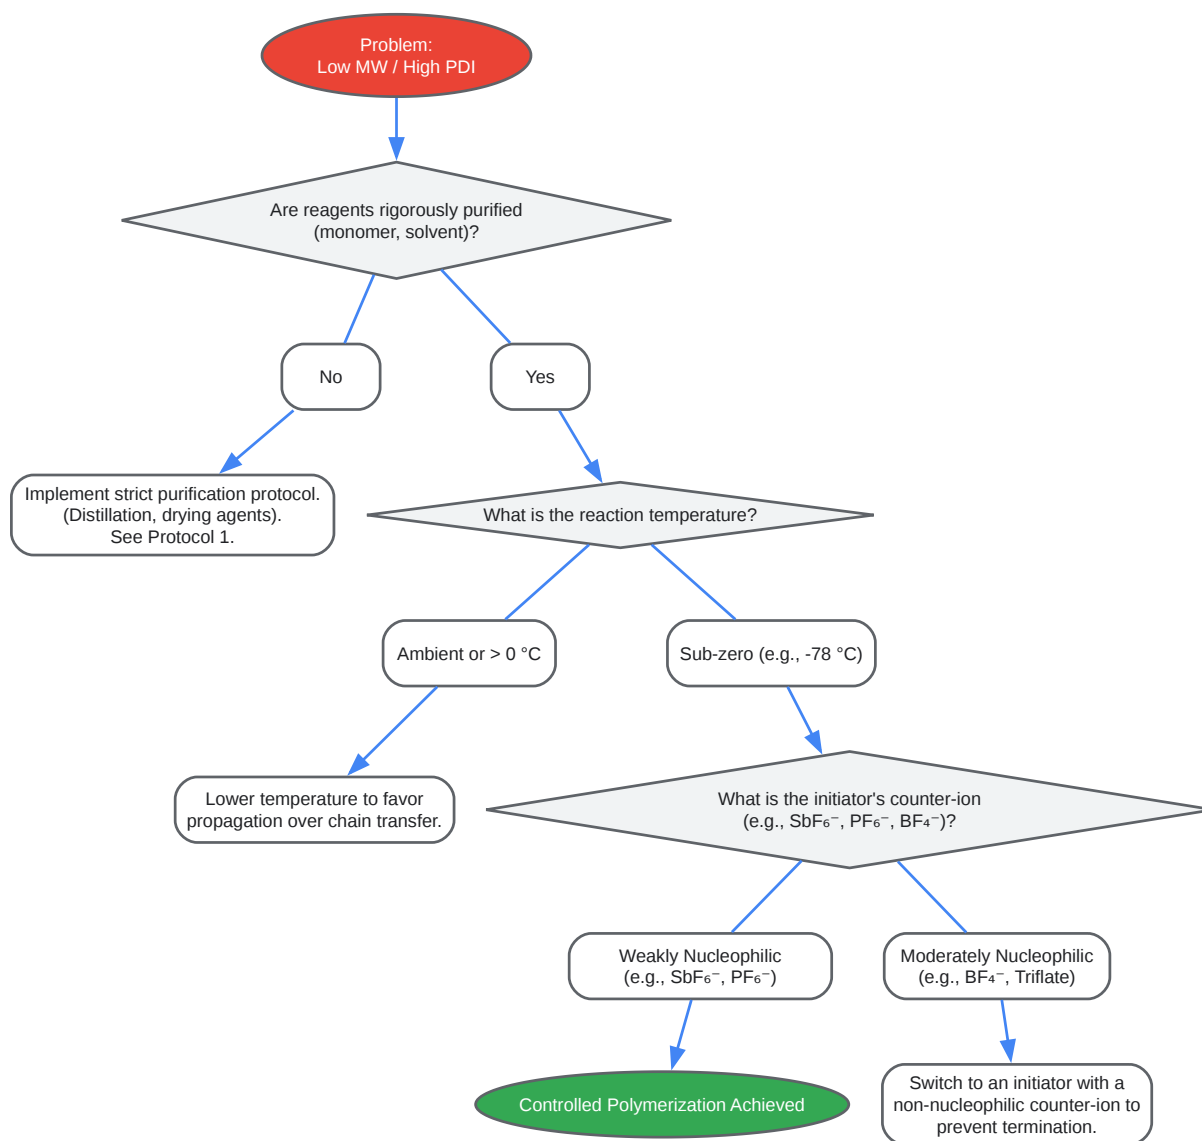 Problem:
Low MW / High PDI
Are reagents rigorously purified
(monomer, solvent)?
No
Yes
Implement strict purification protocol.
(Distillation, drying agents).
See Protocol 1.
What is the reaction temperature?
Ambient or > 0 °C
Sub-zero (e.g., -78 °C)
Lower temperature to favor
propagation over chain transfer.
What is the initiator's counter-ion
(e.g., SbF₆⁻, PF₆⁻, BF₄⁻)?
Weakly Nucleophilic
(e.g., SbF₆⁻, PF₆⁻)
Moderately Nucleophilic
(e.g., BF₄⁻, Triflate)
Controlled Polymerization Achieved
Switch to an initiator with a
non-nucleophilic counter-ion to
prevent termination.